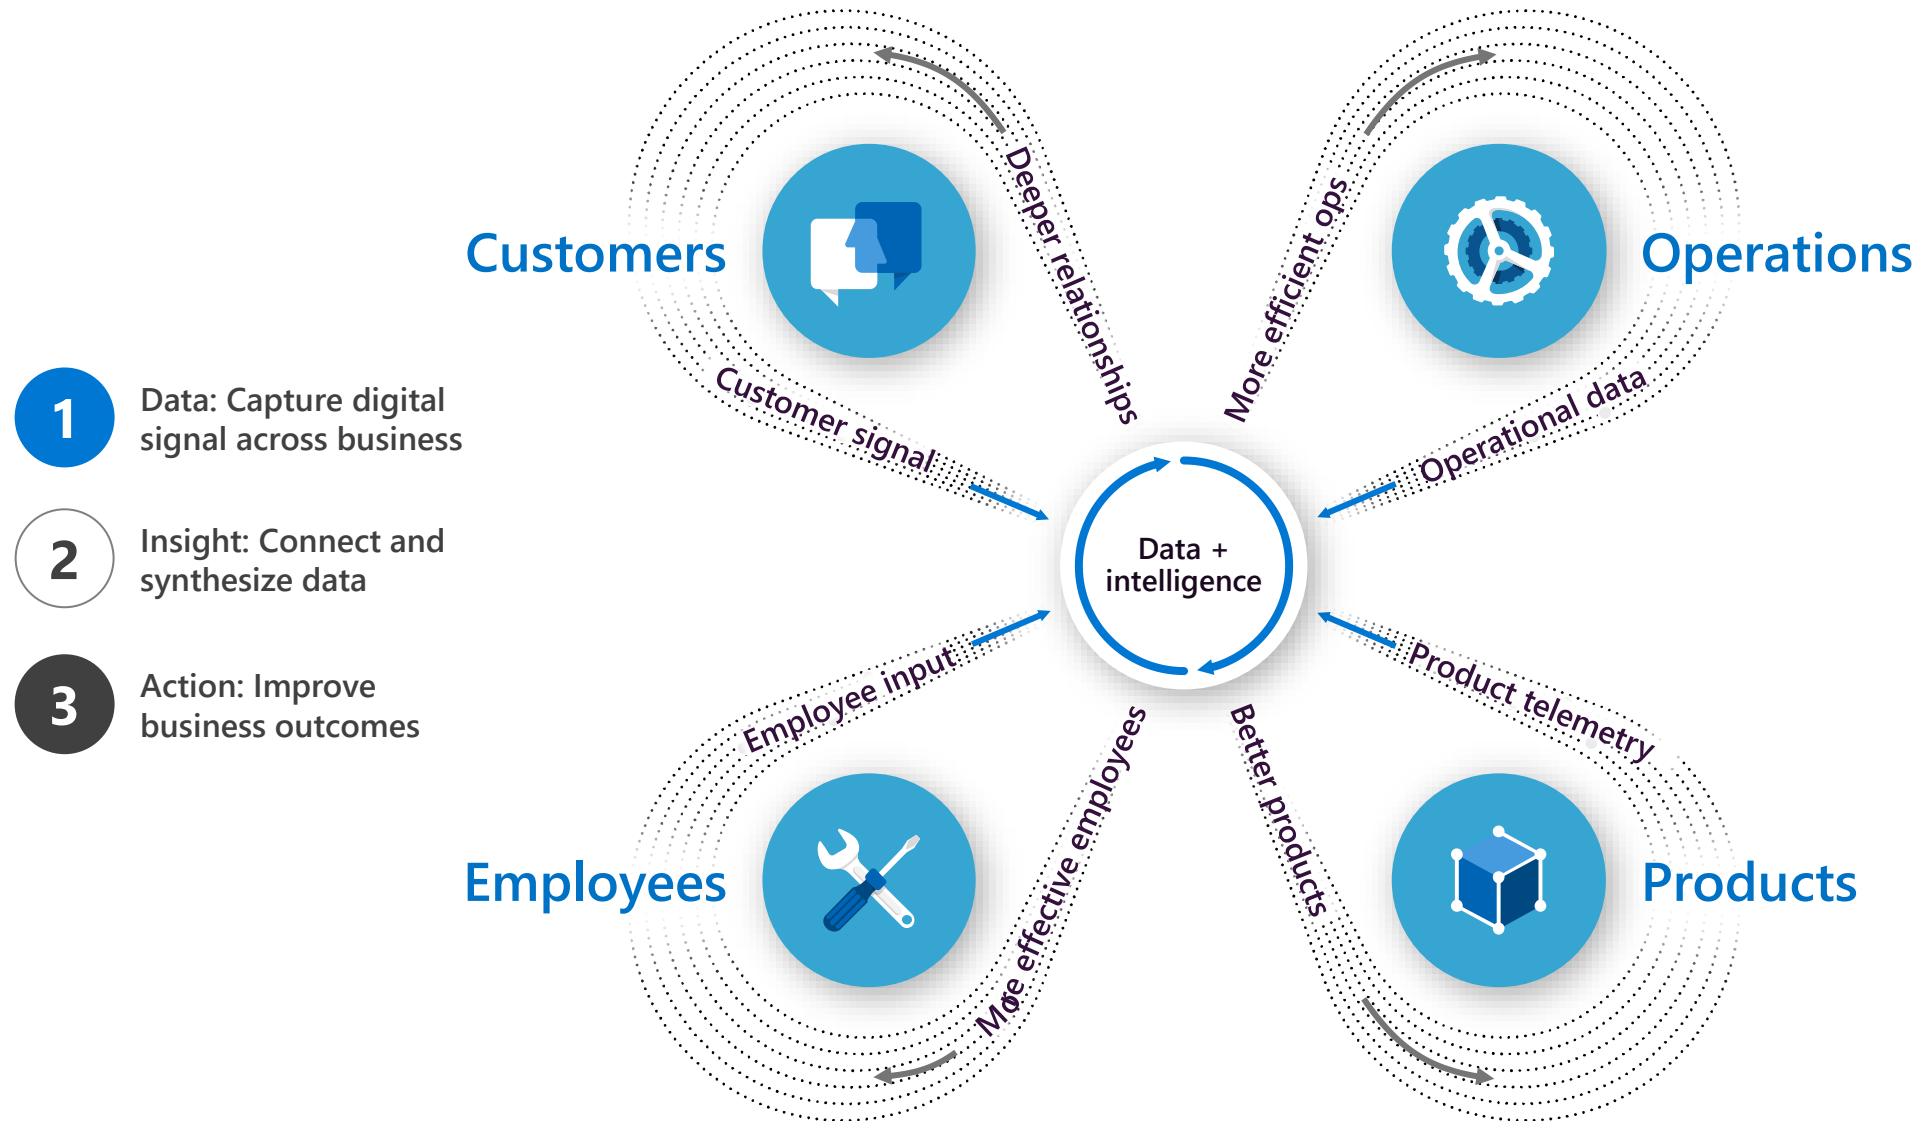 Customers
Deeper relationships
Customer signal
More efficient ops
Operations
Operational data
1
Data: Capture digital
signal across business
2
Insight: Connect and
synthesize data
3
Action: Improve
business outcomes
Data +
intelligence
Employee input
Employees
More effective employees
Better products
Product telemetry
Products